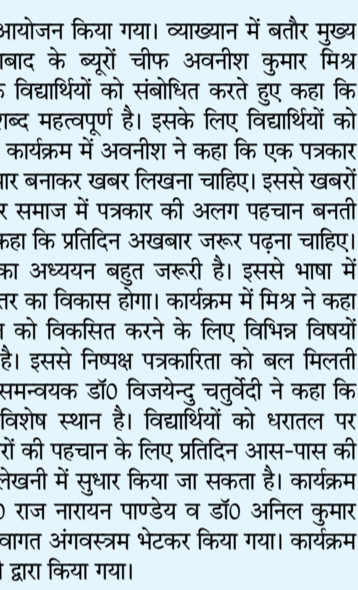 आयोजन किया गया। व्याख्यान में बतौर मुख्य
के ब्यूरों चीफ अवनीश कुमार मिश्र
विद्यार्थियों को संबोधित करते हुए कहा कि
महत्वपूर्ण है। इसके लिए विद्यार्थियों को
कार्यक्रम में अवनीश ने कहा कि एक पत्रकार
बनाकर खबर लिखना चाहिए। इससे खबरों
समाज में पत्रकार की अलग पहचान बनती
कहा कि प्रतिदिन अखबार जरूर पढ़ना चाहिए।
का अध्ययन बहुत जरूरी है। इससे भाषा में
का विकास होगा। कार्यक्रम में मिश्र ने कहा
को विकसित करने के लिए विभिन्न विषयों
है। इससे निष्पक्ष पत्रकारिता को बल मिलती
समन्वयक डॉ0 विजयेन्दु चतुर्वेदी ने कहा कि
विशेष स्थान है। विद्यार्थियों को धरातल पर
की पहचान के लिए प्रतिदिन आस-पास की
लेखनी में सुधार किया जा सकता है। कार्यक्रम
राज नारायन पाण्डेय व डॉ0 अनिल कुमार
अंगवस्त्रम भेटकर किया गया। कार्यक्रम
द्वारा किया गया।